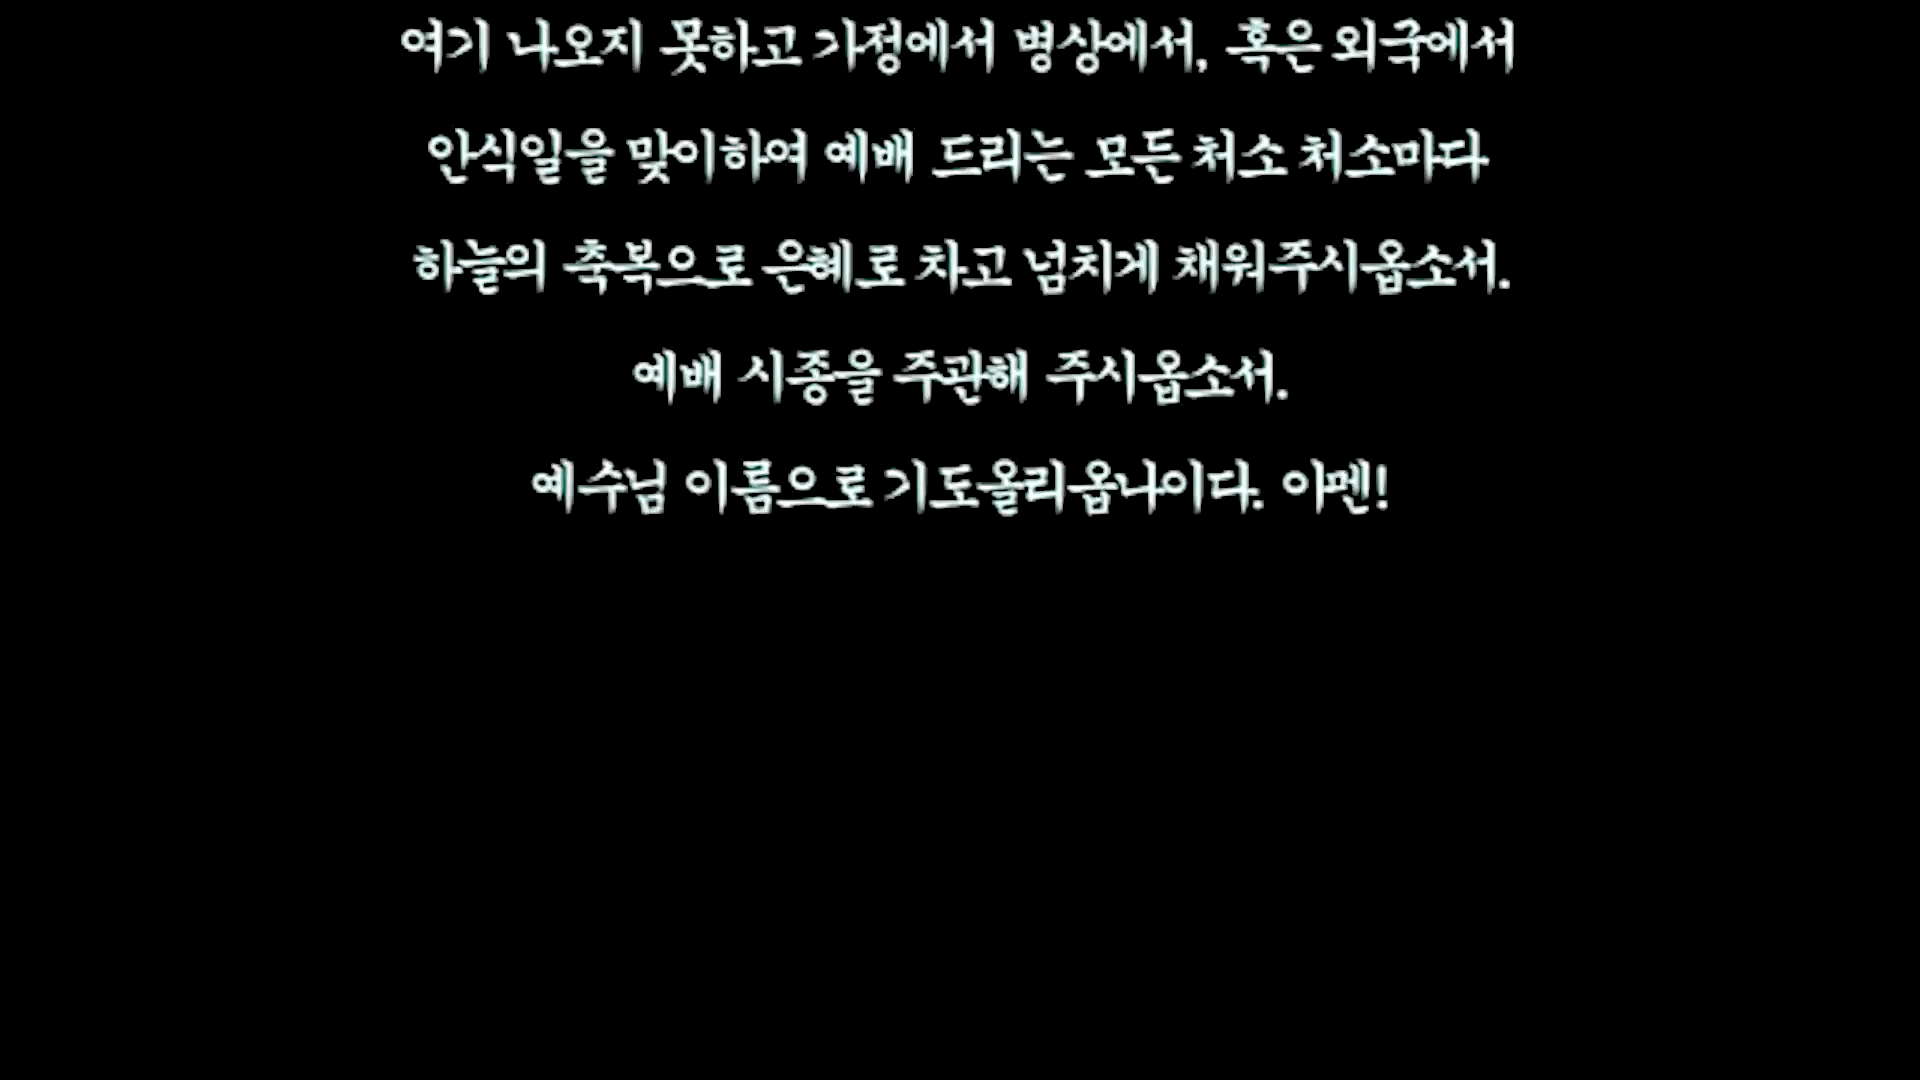 여기 나오지 못하고 가정에서 병상에서, 혹은 외국에서
안식일을 맞이하여 예배 드리는 모든 처소 처소마다
하늘의 축복으로 은혜로 차고 넘치게 채워주시옵소서.
예배 시종을 주관해 주시옵소서.
예수님 이름으로 기도올리옵나이다. 아멘!